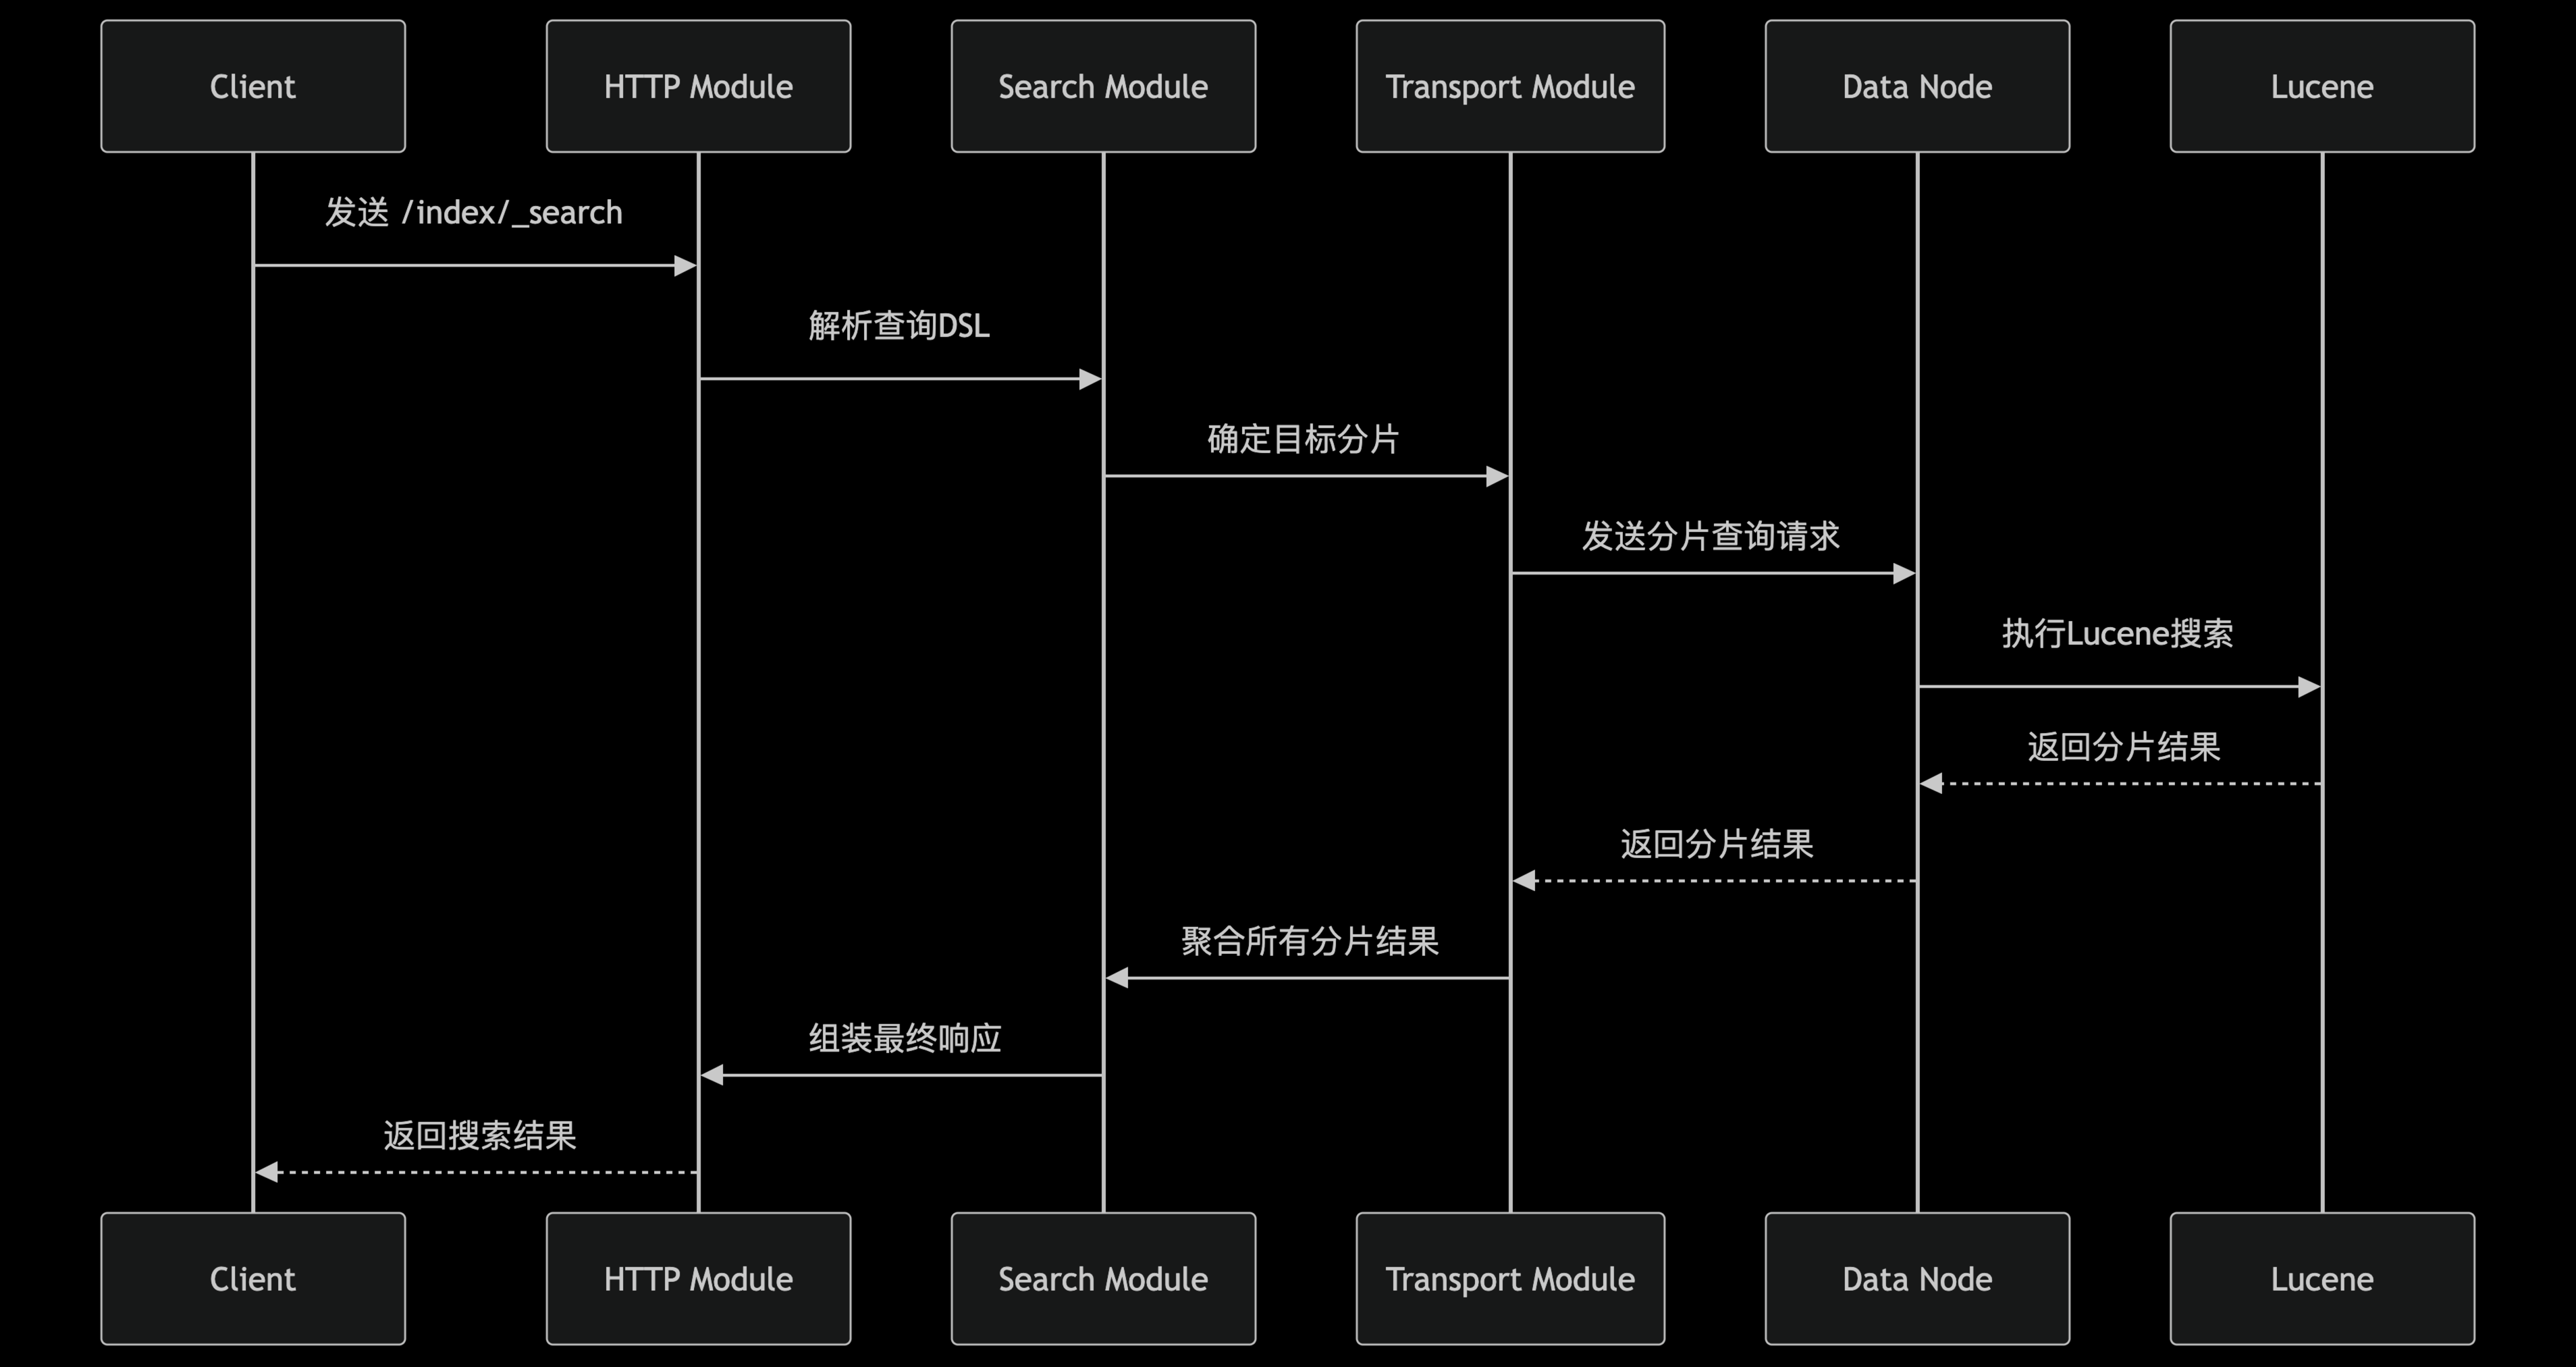 Client
HTTP Module
Search Module
Transport Module
Data Node
Lucene
发送 /index/_search
解析查询DSL
确定目标分片
发送分片查询请求
执行Lucene搜索
返回分片结果
返回分片结果
聚合所有分片结果
组装最终响应
返回搜索结果
Client
HTTP Module
Search Module
Transport Module
Data Node
Lucene